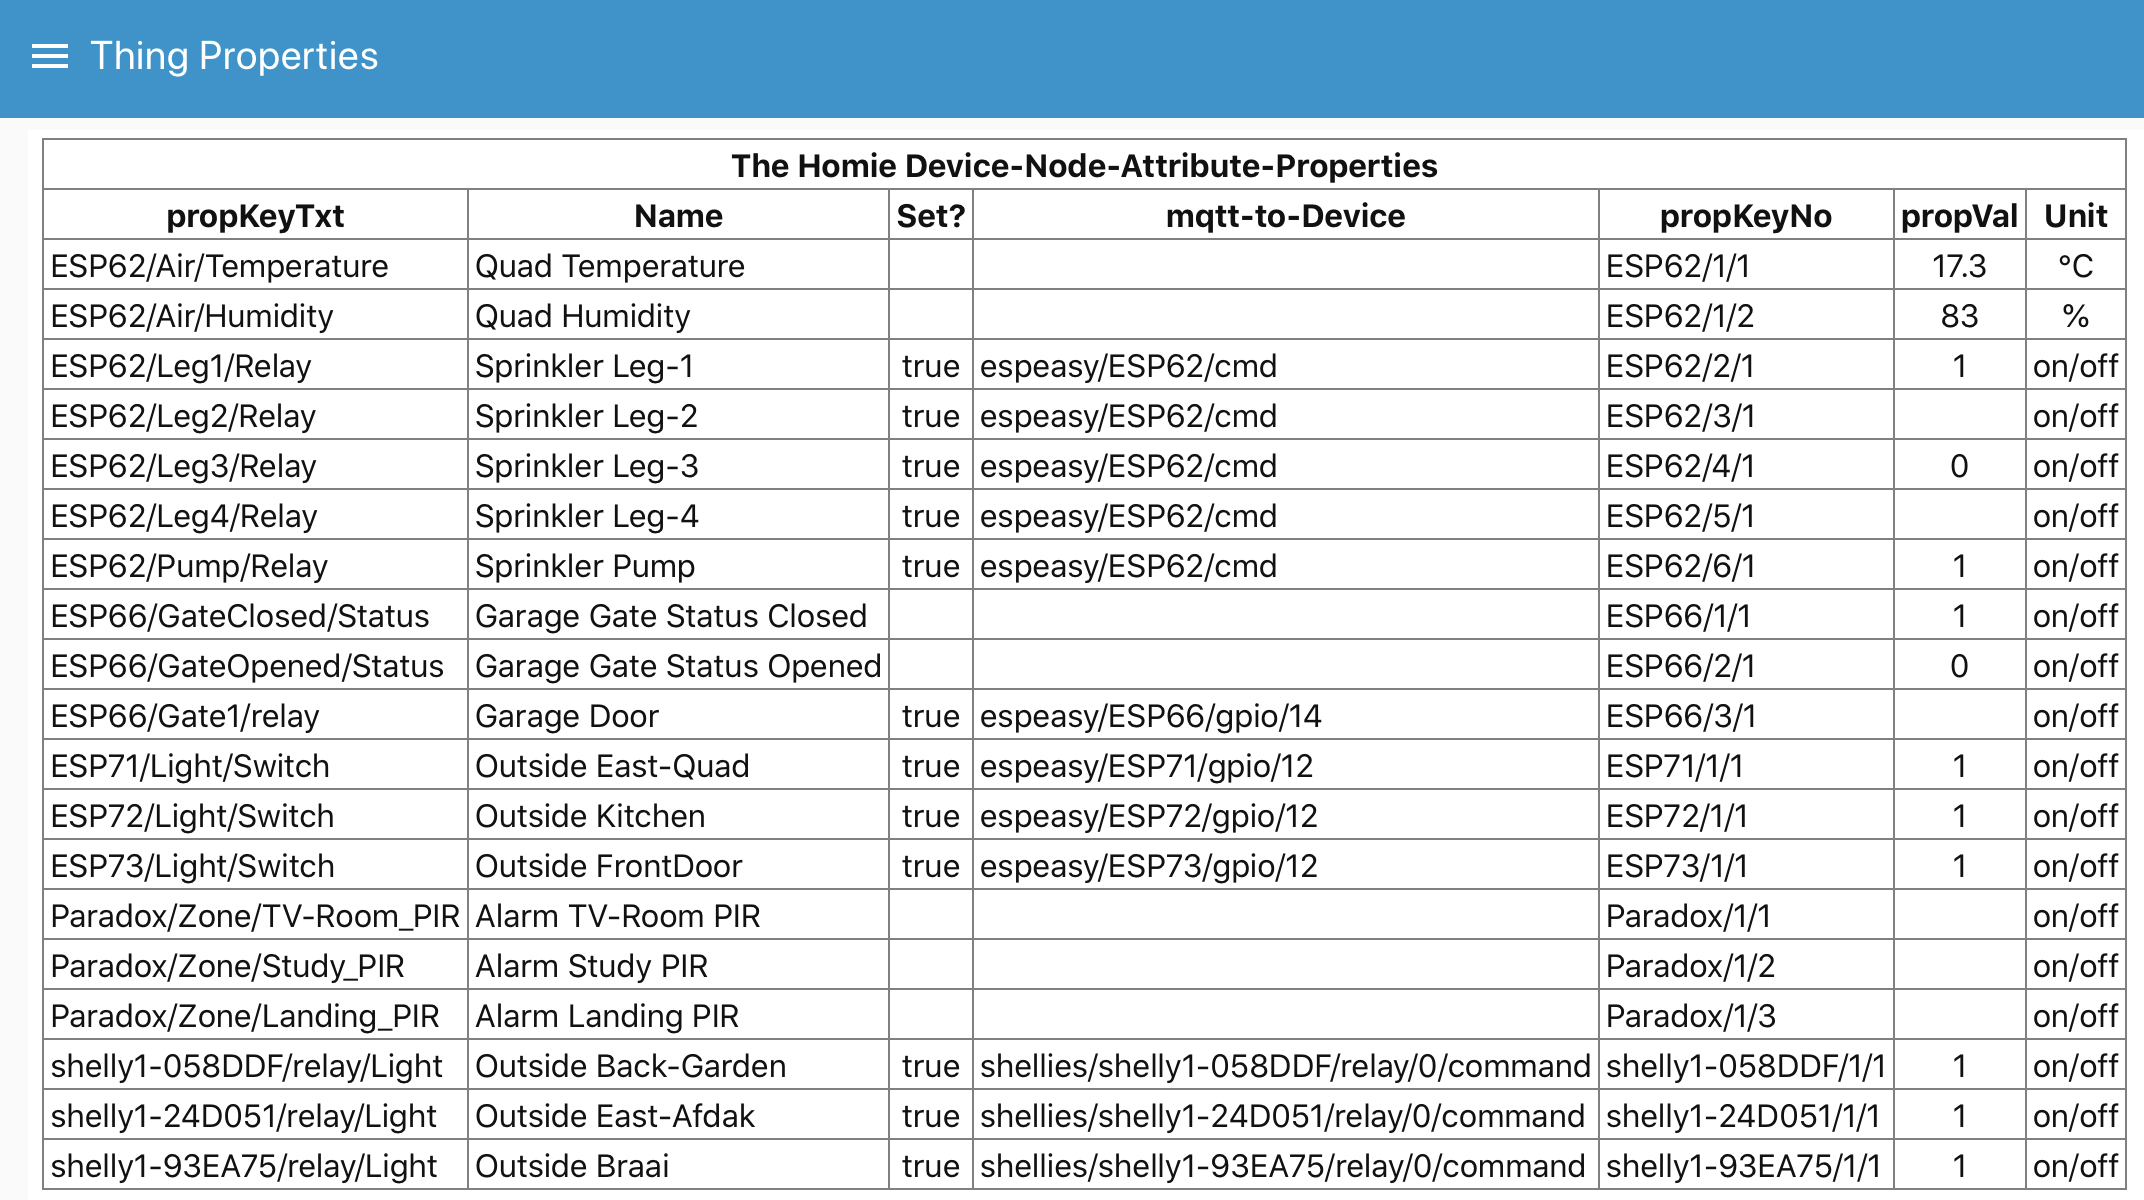 Thing Properties
The Homie Device-Node-Attribute-Properties
propKeyTxt Name Set? mqtt-to-Device propKeyNo propVal Unit
ESP62/Air/Temperature Quad Temperature ESP62/1/1 17.3 °C
ESP62/Air/Humidity Quad Humidity ESP62/1/2 83 %
ESP62/Leg1/Relay Sprinkler Leg-1 true espeasy/ESP62/cmd ESP62/2/1 1 on/off
ESP62/Leg2/Relay Sprinkler Leg-2 true espeasy/ESP62/cmd ESP62/3/1 on/off
ESP62/Leg3/Relay Sprinkler Leg-3 true espeasy/ESP62/cmd ESP62/4/1 0 on/off
ESP62/Leg4/Relay Sprinkler Leg-4 true espeasy/ESP62/cmd ESP62/5/1 on/off
ESP62/Pump/Relay Sprinkler Pump true espeasy/ESP62/cmd ESP62/6/1 1 on/off
ESP66/GateClosed/Status Garage Gate Status Closed ESP66/1/1 1 on/off
ESP66/GateOpened/Status Garage Gate Status Opened ESP66/2/1 0 on/off
ESP66/Gate1/relay Garage Door true espeasy/ESP66/gpio/14 ESP66/3/1 on/off
ESP71/Light/Switch Outside East-Quad true espeasy/ESP71/gpio/12 ESP71/1/1 1 on/off
ESP72/Light/Switch Outside Kitchen true espeasy/ESP72/gpio/12 ESP72/1/1 1 on/off
ESP73/Light/Switch Outside FrontDoor true espeasy/ESP73/gpio/12 ESP73/1/1 1 on/off
Paradox/Zone/TV-Room_PIR Alarm TV-Room PIR Paradox/1/1 on/off
Paradox/Zone/Study_PIR Alarm Study PIR Paradox/1/2 on/off
Paradox/Zone/Landing_PIR Alarm Landing PIR Paradox/1/3 on/off
shelly1-058DDF/relay/Light Outside Back-Garden true shellies/shelly1-058DDF/relay/0/command shelly1-058DDF/1/1 1 on/off
shelly1-24D051/relay/Light Outside East-Afdak true shellies/shelly1-24D051/relay/0/command shelly1-24D051/1/1 1 on/off
shelly1-93EA75/relay/Light Outside Braai true shellies/shelly1-93EA75/relay/0/command shelly1-93EA75/1/1 1 on/off